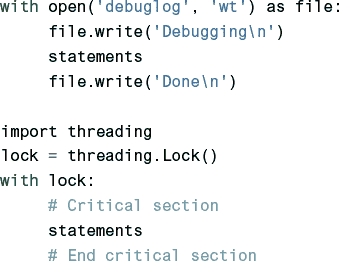 with open('debuglog', 'wt') as file:
     file.write('Debugging\n')
     statements
     file.write('Done\n')

import threading
lock = threading.Lock()
with lock:
     # Critical section
     statements
     # End critical section